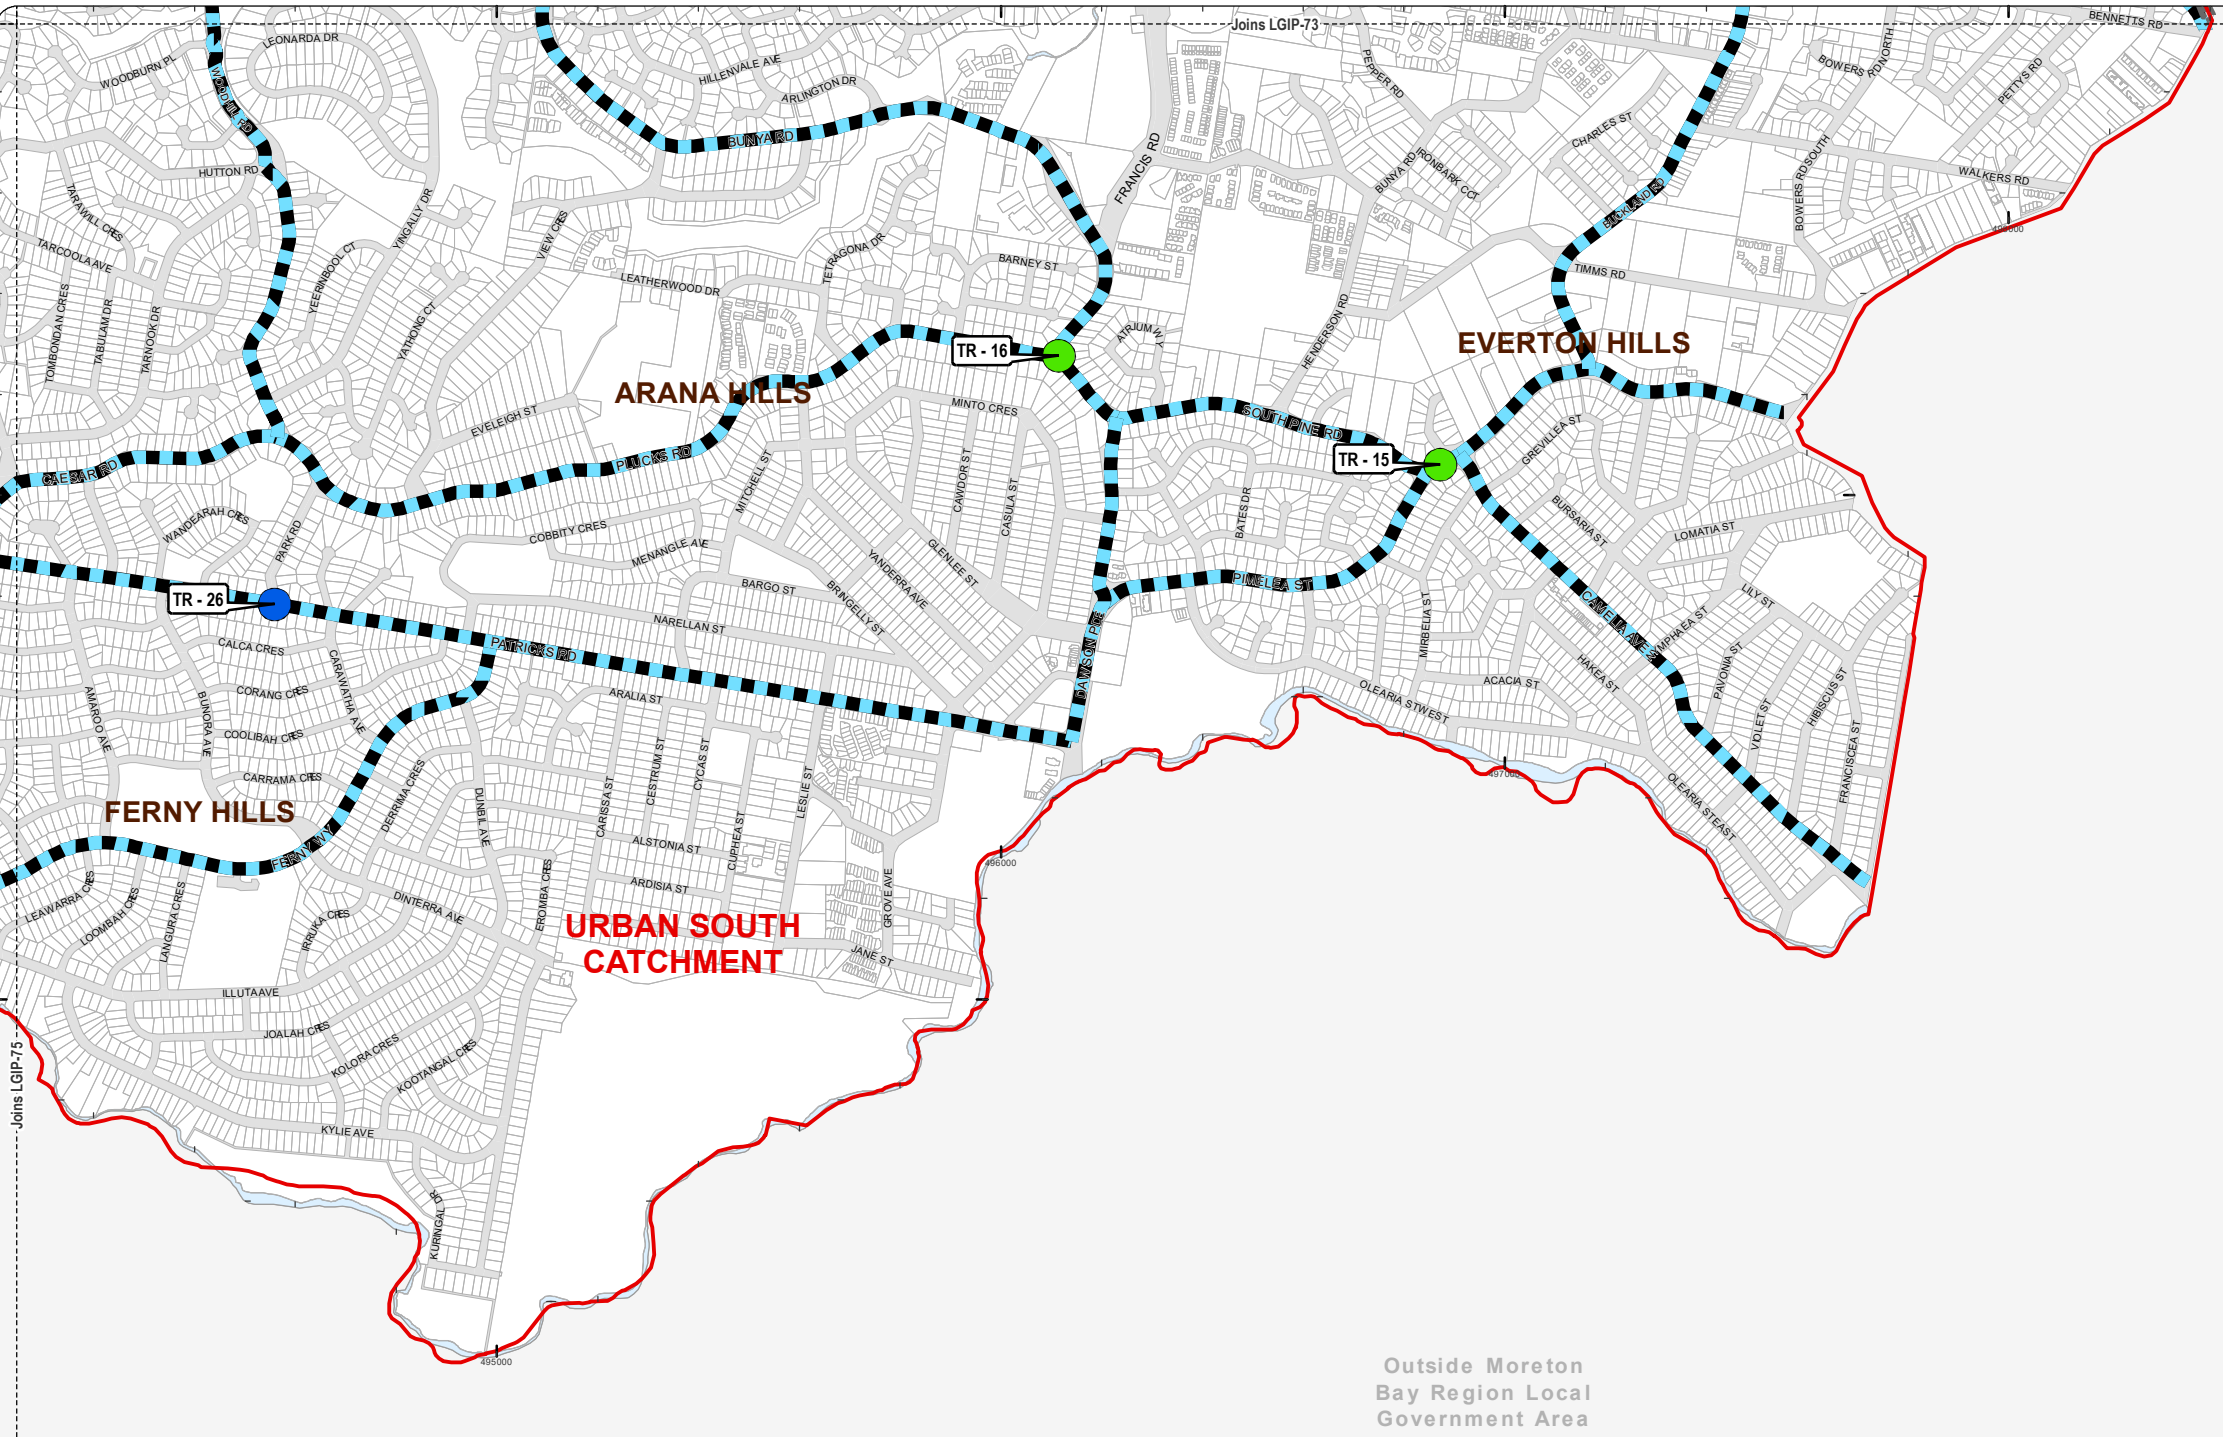 Joins LGIP-73
BENNETTS RD
LEONARDA DR
WOODBURN PL
WOODHILL RD
HILLENVALE AVE
ARLINGTON DR
PEPPER RD
BOWERS RD NORTH
PETTYS RD
BUNYA RD
FRANCIS RD
CHARLES ST
BUNYA RD
IRONBARK CCT
BOWERS RD SOUTH
WALKERS RD
HUTTON RD
TARAWILL CRES
YINGALLY DR
VIEW CRES
BUCKLAND RD
TARCOOLA AVE
YEERINBOOL CT
TETRAGONA DR
BARNEY ST
LEATHERWOOD DR
TIMMS RD
TOMBONDAN CRES
TABULAM DR
TARNOOK DR
YATHONG CT
HENDERSON RD
ATRIUM WY
TR - 16
EVERTON HILLS
ARANA HILLS
MINTO CRES
EVELEIGH ST
SOUTH PINE RD
GREVILLEA ST
TR - 15
CAESAR RD
PLUCKS RD
MITCHELL ST
CAWDOR ST
CASULA ST
BATES DR
BURSARIA ST
LOMATIA ST
WANDEARAH CRES
PARK RD
COBBITY CRES
MENANGLE AVE
YANDERRA AVE
GLENLEE ST
PIMELEA ST
BARGO ST
BRINGELLY ST
CAMELIA AVE
LILY ST
TR - 26
NARELLAN ST
DAWSON PDE
MIRBELIA ST
PATRICKS RD
CALCA CRES
CARAWATHA AVE
CORANG CRES
ARALIA ST
OLEARIA ST WEST
ACACIA ST
HAKEA ST
PAVONIA ST
HIBISCUS ST
VIOLET ST
FRANCISCEA ST
AMAROO AVE
BUNORA AVE
COOLIBAH CRES
CARRAMA CRES
DERRIMA CRES
DUNBIL AVE
CARISSA ST
CESTRUM ST
CYCAS ST
LESLIE ST
497000
OLEARIA ST EAST
FERNY HILLS
FERNY WY
CUPHEA ST
ALSTONIA ST
ARDISIA ST
496000
LEAWARRA CRES
LOOMBAH CRES
LANGURA CRES
IRRUKA CRES
DINTERRA AVE
EROMBA CRES
GROVE AVE
URBAN SOUTH
CATCHMENT
JANE ST
ILLUTA AVE
JOALAH CRES
KOLORA CRES
KOOTANGAL CRES
Joins LGIP-75
KYLIE AVE
KURINGAL DR
495000
Outside Moreton
Bay Region Local
Government Area